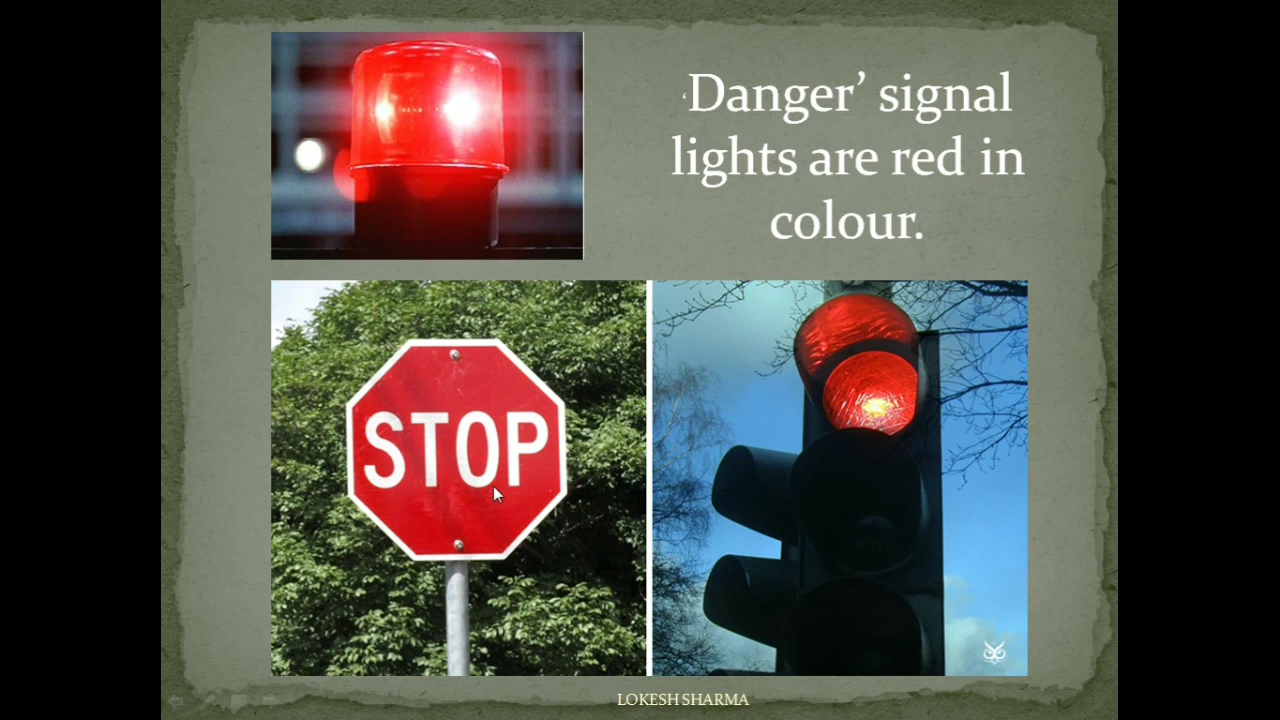 ‘Danger’ signal
lights are red in
colour.
STOP
LOKESH SHARMA